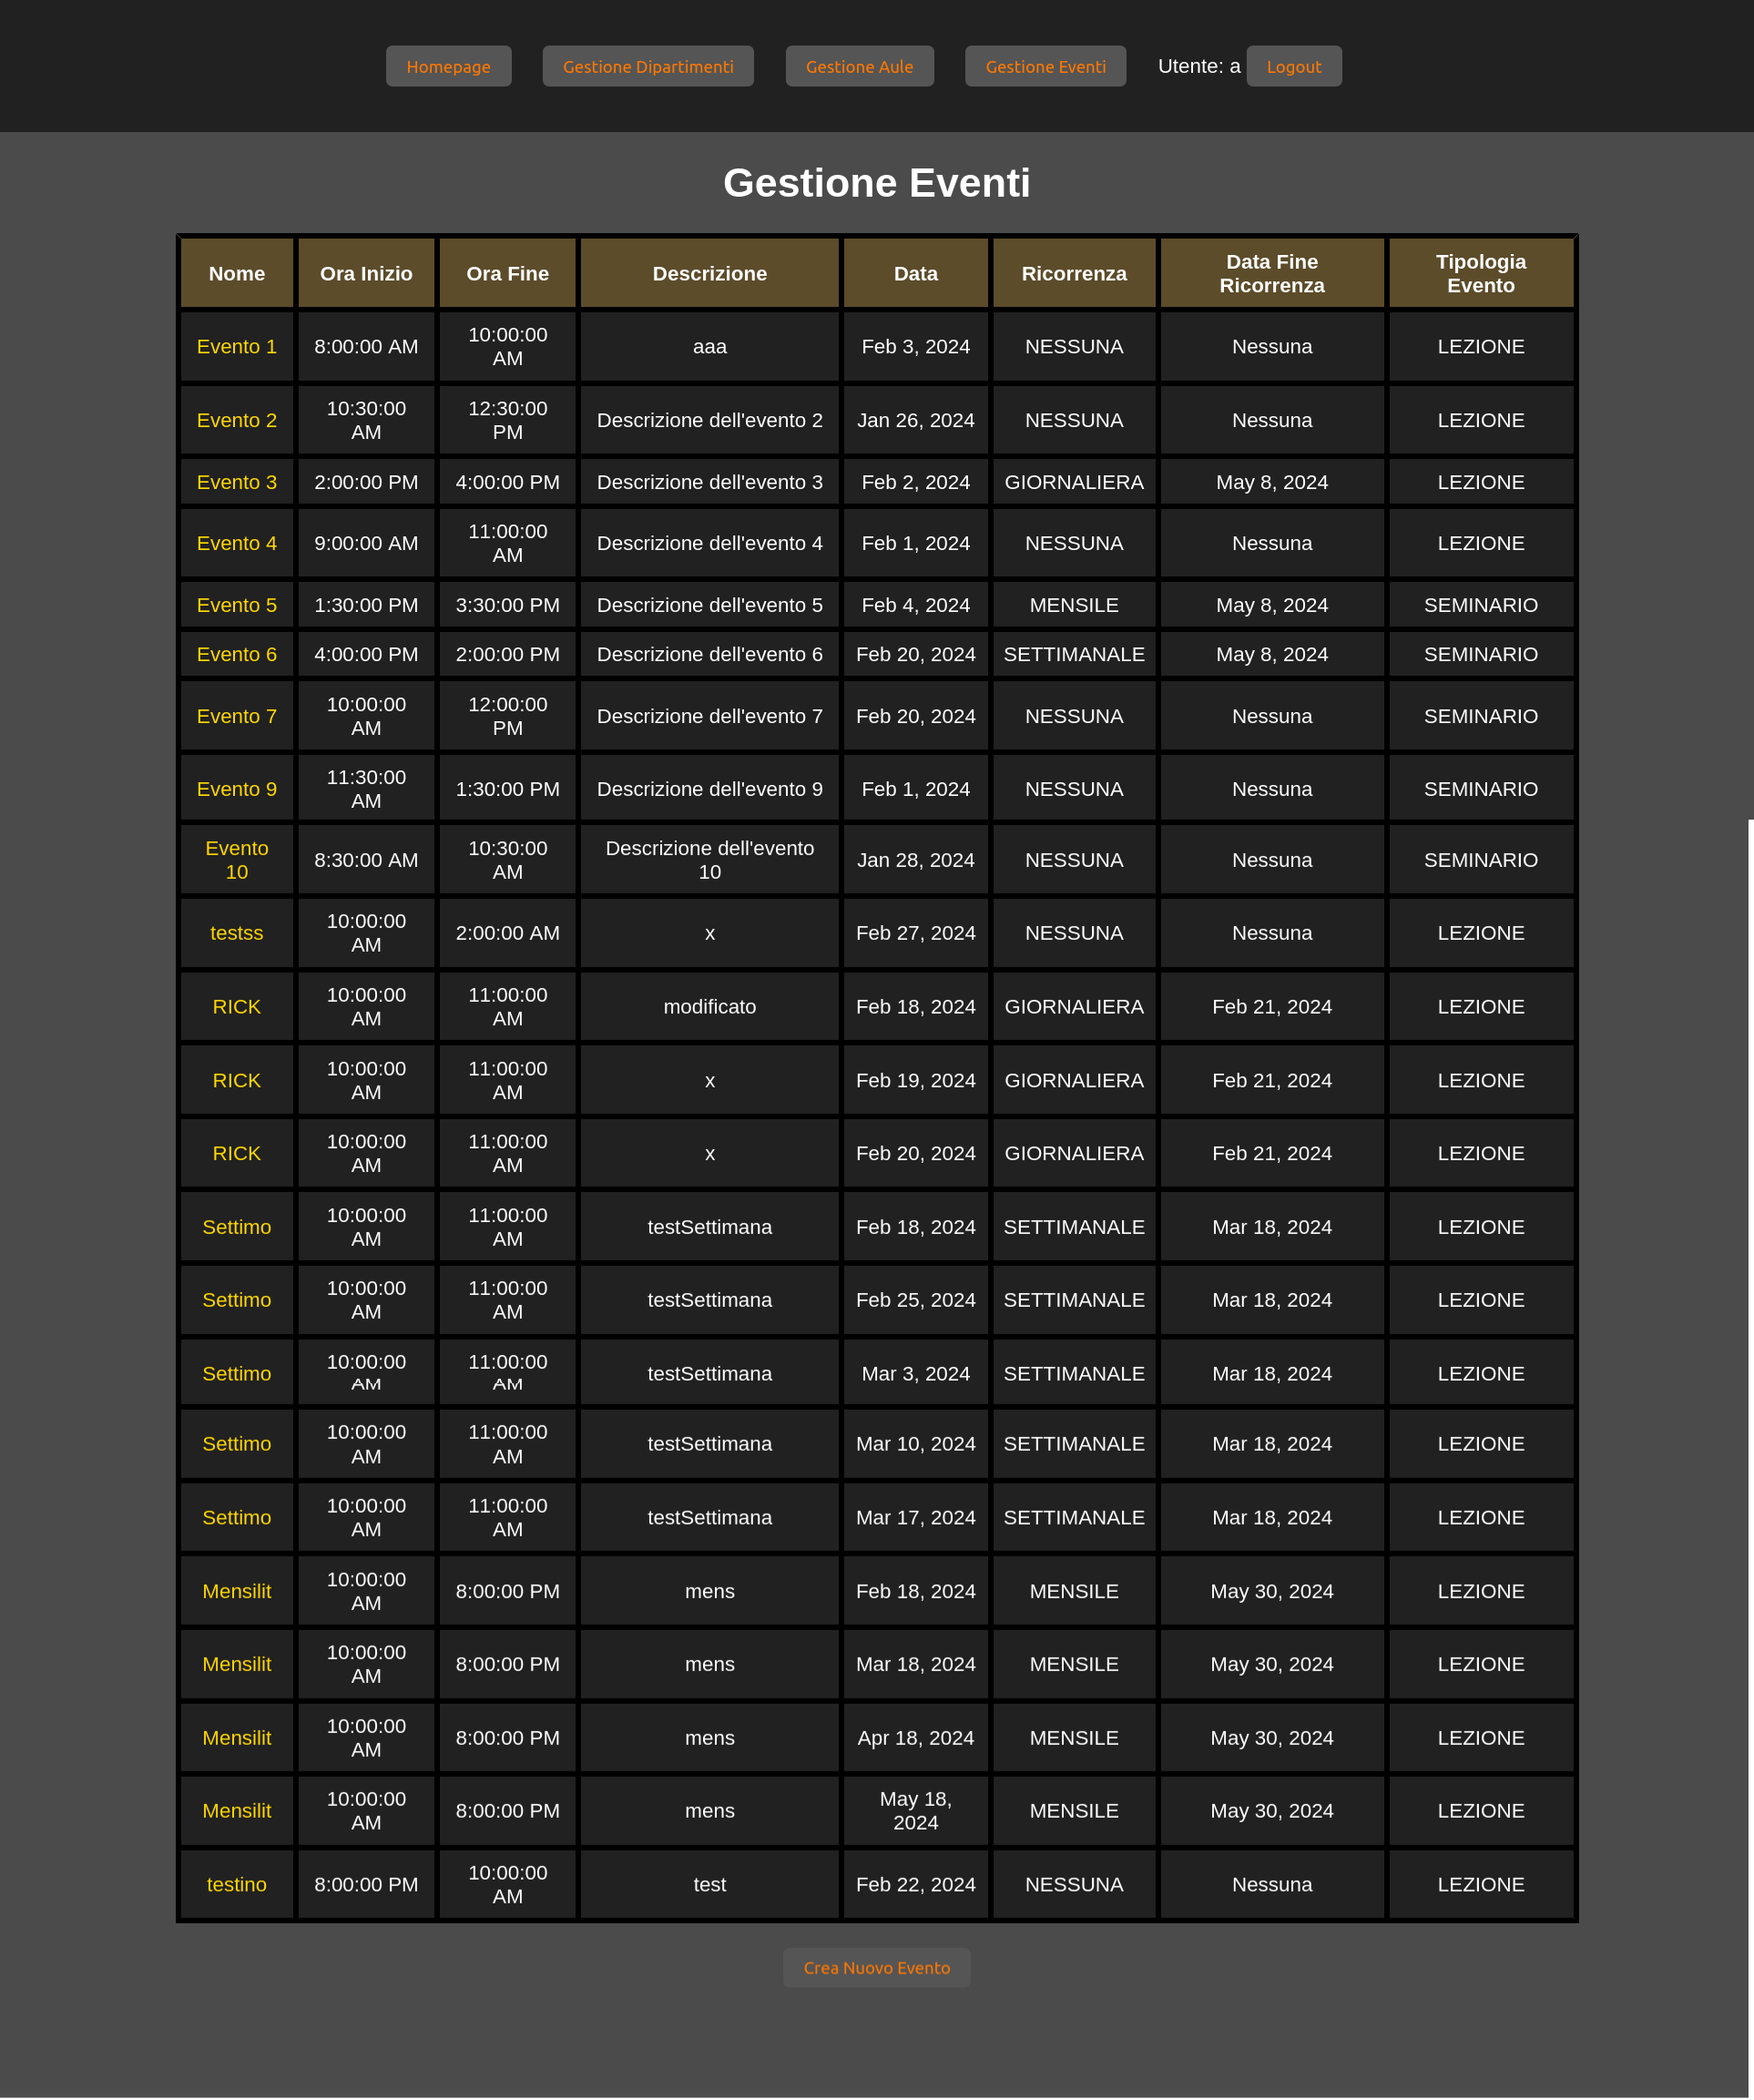 Homepage Gestione Dipartimenti Gestione Aule Gestione Eventi Utente: a Logout
Gestione Eventi
Nome Ora Inizio Ora Fine Descrizione Data Ricorrenza Data Fine Ricorrenza Tipologia Evento
Evento 1 8:00:00 AM 10:00:00 AM aaa Feb 3, 2024 NESSUNA Nessuna LEZIONE
Evento 2 10:30:00 AM 12:30:00 PM Descrizione dell'evento 2 Jan 26, 2024 NESSUNA Nessuna LEZIONE
Evento 3 2:00:00 PM 4:00:00 PM Descrizione dell'evento 3 Feb 2, 2024 GIORNALIERA May 8, 2024 LEZIONE
Evento 4 9:00:00 AM 11:00:00 AM Descrizione dell'evento 4 Feb 1, 2024 NESSUNA Nessuna LEZIONE
Evento 5 1:30:00 PM 3:30:00 PM Descrizione dell'evento 5 Feb 4, 2024 MENSILE May 8, 2024 SEMINARIO
Evento 6 4:00:00 PM 2:00:00 PM Descrizione dell'evento 6 Feb 20, 2024 SETTIMANALE May 8, 2024 SEMINARIO
Evento 7 10:00:00 AM 12:00:00 PM Descrizione dell'evento 7 Feb 20, 2024 NESSUNA Nessuna SEMINARIO
Evento 9 11:30:00 AM 1:30:00 PM Descrizione dell'evento 9 Feb 1, 2024 NESSUNA Nessuna SEMINARIO
Evento 10 8:30:00 AM 10:30:00 AM Descrizione dell'evento 10 Jan 28, 2024 NESSUNA Nessuna SEMINARIO
testss 10:00:00 AM 2:00:00 AM x Feb 27, 2024 NESSUNA Nessuna LEZIONE
RICK 10:00:00 AM 11:00:00 AM modificato Feb 18, 2024 GIORNALIERA Feb 21, 2024 LEZIONE
RICK 10:00:00 AM 11:00:00 AM x Feb 19, 2024 GIORNALIERA Feb 21, 2024 LEZIONE
RICK 10:00:00 AM 11:00:00 AM x Feb 20, 2024 GIORNALIERA Feb 21, 2024 LEZIONE
Settimo 10:00:00 AM 11:00:00 AM testSettimana Feb 18, 2024 SETTIMANALE Mar 18, 2024 LEZIONE
Settimo 10:00:00 AM 11:00:00 AM testSettimana Feb 25, 2024 SETTIMANALE Mar 18, 2024 LEZIONE
Settimo 10:00:00 AM 11:00:00 AM testSettimana Mar 3, 2024 SETTIMANALE Mar 18, 2024 LEZIONE
Settimo 10:00:00 AM 11:00:00 AM testSettimana Mar 10, 2024 SETTIMANALE Mar 18, 2024 LEZIONE
Settimo 10:00:00 AM 11:00:00 AM testSettimana Mar 17, 2024 SETTIMANALE Mar 18, 2024 LEZIONE
Mensilit 10:00:00 AM 8:00:00 PM mens Feb 18, 2024 MENSILE May 30, 2024 LEZIONE
Mensilit 10:00:00 AM 8:00:00 PM mens Mar 18, 2024 MENSILE May 30, 2024 LEZIONE
Mensilit 10:00:00 AM 8:00:00 PM mens Apr 18, 2024 MENSILE May 30, 2024 LEZIONE
Mensilit 10:00:00 AM 8:00:00 PM mens May 18, 2024 MENSILE May 30, 2024 LEZIONE
testino 8:00:00 PM 10:00:00 AM test Feb 22, 2024 NESSUNA Nessuna LEZIONE
Crea Nuovo Evento